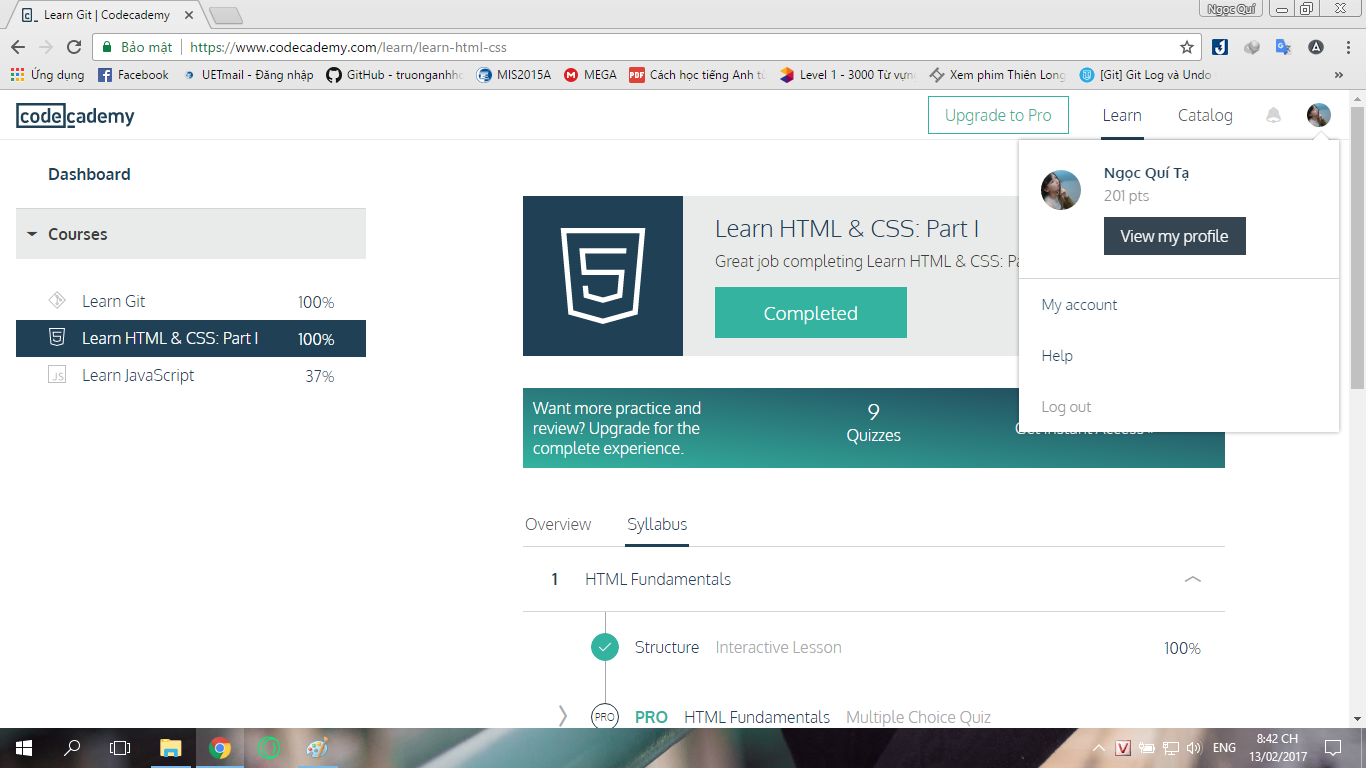 Learn Git | Codecademy
Ngọc Quí
Bảo mật
https://www.codecademy.com/learn/learn-html-css
Ứng dụng
Facebook
UETmail - Đăng nhập
GitHub - truonganhho
MIS2015A
MEGA
PDF Cách học tiếng Anh từ
Level 1 - 3000 Từ vựng
Xem phim Thiên Long
[Git] Git Log và Undo
»
codecademy
Upgrade to Pro
Learn
Catalog
Dashboard
Courses
Learn Git 100%
Learn HTML & CSS: Part I 100%
JS Learn JavaScript 37%
Learn HTML & CSS: Part I
Great job completing Learn HTML & CSS: Pa
Completed
Want more practice and
review? Upgrade for the
complete experience.
9
Quizzes
Get Instant Access »
Ngọc Quí Tạ
201 pts
View my profile
My account
Help
Log out
Overview
Syllabus
1 HTML Fundamentals
Structure Interactive Lesson 100%
PRO PRO HTML Fundamentals Multiple Choice Quiz
ENG
8:42 CH
13/02/2017